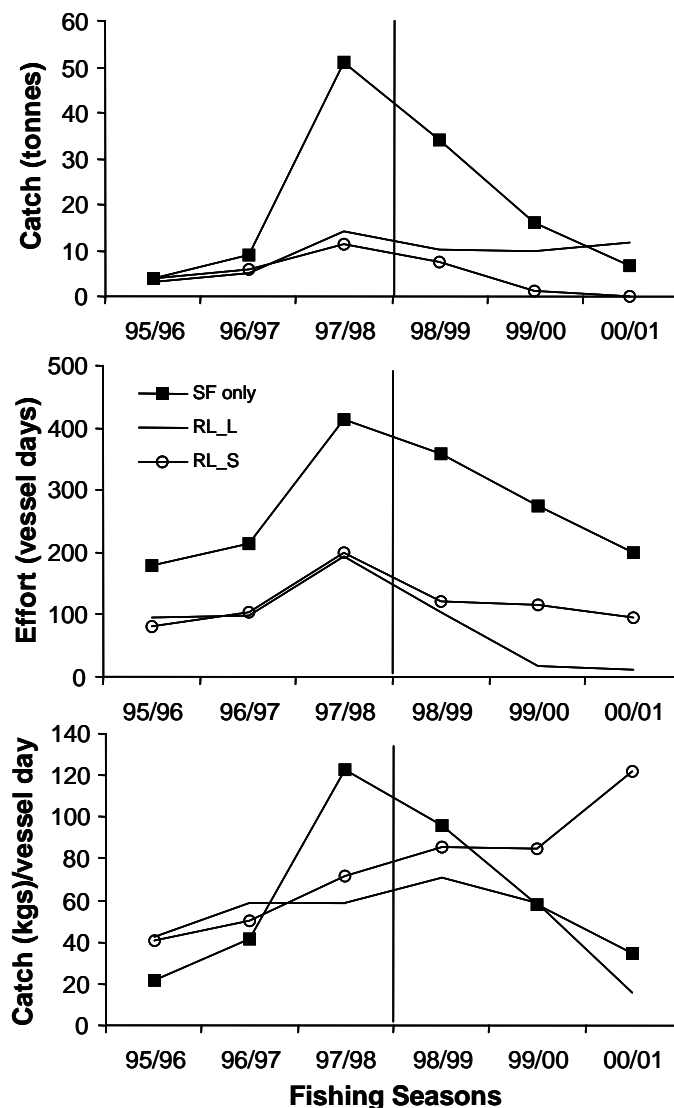 Catch (tonnes)
60
50
40
30
20
10
0
95/96 96/97 97/98 98/99 99/00 00/01
Effort (vessel days)
500
400
300
200
100
0
SF only
RL_L
RL_S
95/96 96/97 97/98 98/99 99/00 00/01
Catch (kgs)/vessel day
140
120
100
80
60
40
20
0
95/96 96/97 97/98 98/99 99/00 00/01
Fishing Seasons